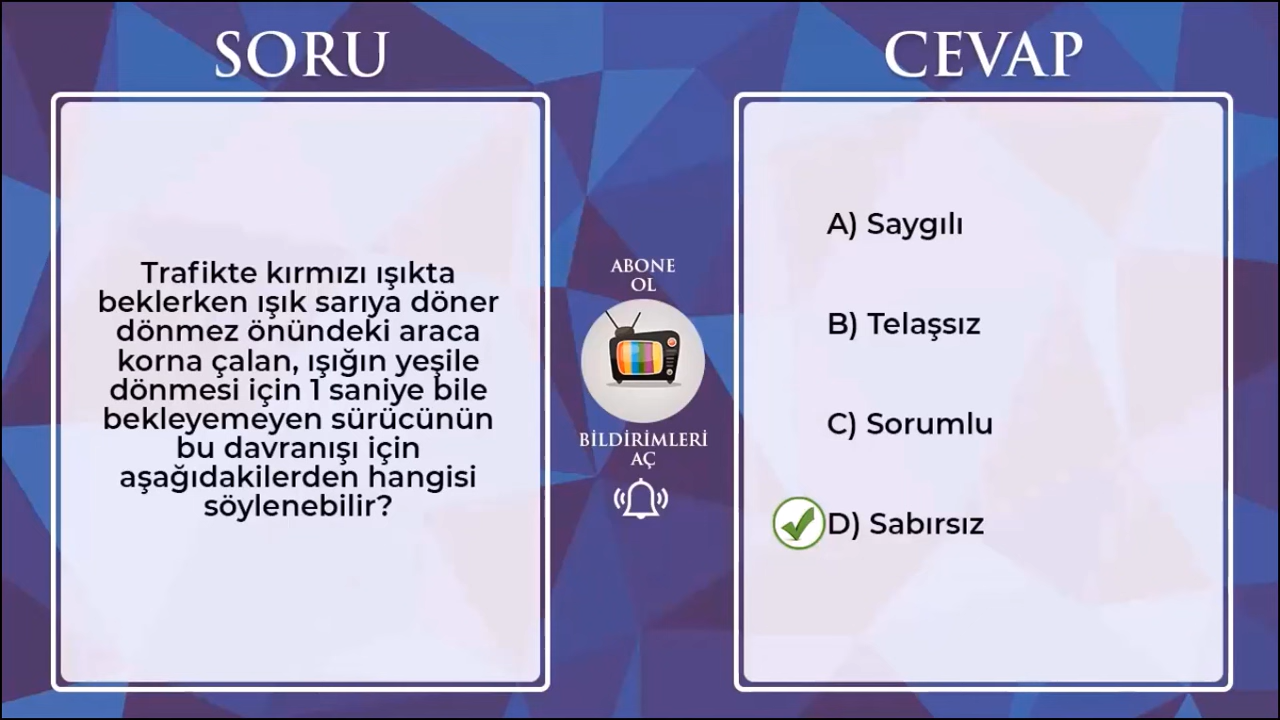 SORU
Trafikte kırmızı ışıkta
beklerken ışık sarıya döner
dönmez önündeki araca
korna çalan, ışığın yeşile
dönmesi için 1 saniye bile
bekleyemeyen sürücünün
bu davranışı için
aşağıdakilerden hangisi
söylenebilir?
ABONE
OL
BİLDİRİMLERİ
AÇ
CEVAP
A) Saygılı
B) Telaşsız
C) Sorumlu
D) Sabırsız